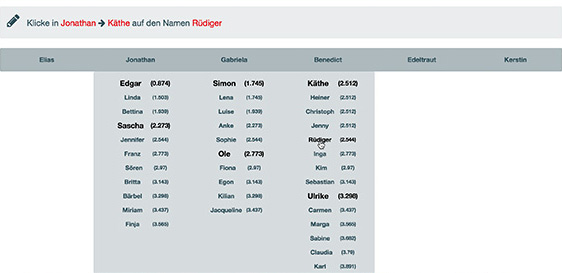 Klicke in Jonathan → Käthe auf den Namen Rüdiger
Elias Jonathan Gabriela Benedict Edeltraut Kerstin
Edgar (0.874) Simon (1.745) Käthe (2.512)
Linda (1.503) Lena (1.745) Heiner (2.512)
Bettina (1.939) Luise (1.939) Christoph (2.512)
Sascha (2.273) Anke (2.273) Jenny (2.512)
Jennifer (2.544) Sophie (2.544) Rüdiger (2.544)
Franz (2.773) Ole (2.773) Inga (2.773)
Sören (2.97) Fiona (2.97) Kim (2.97)
Britta (3.143) Egon (3.143) Sebastian (3.143)
Bärbel (3.298) Kilian (3.298) Ulrike (3.298)
Miriam (3.437) Jacqueline (3.437) Carmen (3.437)
Finja (3.565) Marga (3.565)
Sabine (3.682)
Claudia (3.79)
Karl (3.891)